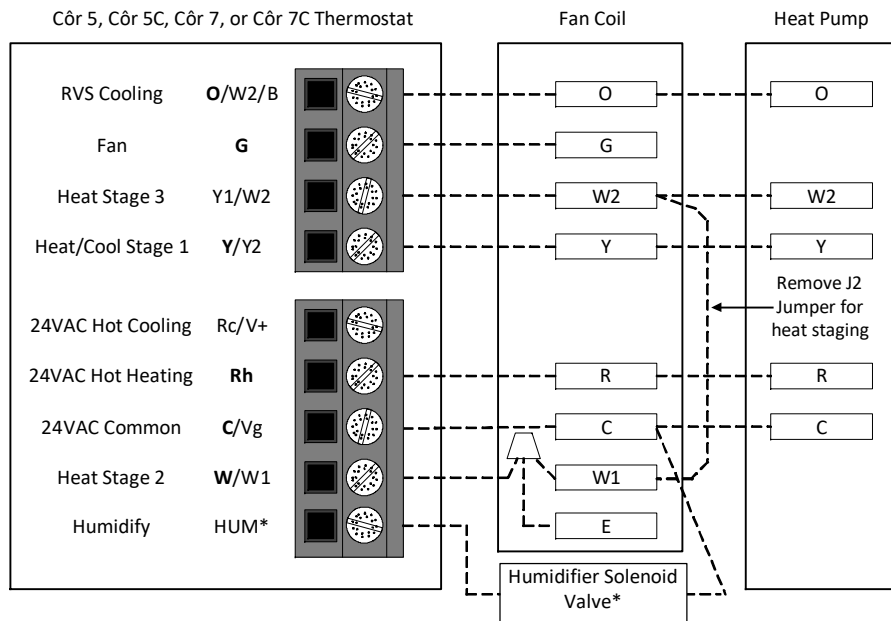 Côr 5, Côr 5C, Côr 7, or Côr 7C Thermostat
Fan Coil
Heat Pump
RVS Cooling O/W2/B
O
O
Fan G
G
Heat Stage 3 Y1/W2
W2
W2
Heat/Cool Stage 1 Y/Y2
Y
Y
Remove J2
Jumper for
heat staging
24VAC Hot Cooling Rc/V+
24VAC Hot Heating Rh
R
R
24VAC Common C/Vg
C
C
Heat Stage 2 W/W1
W1
Humidify HUM*
E
Humidifier Solenoid
Valve*